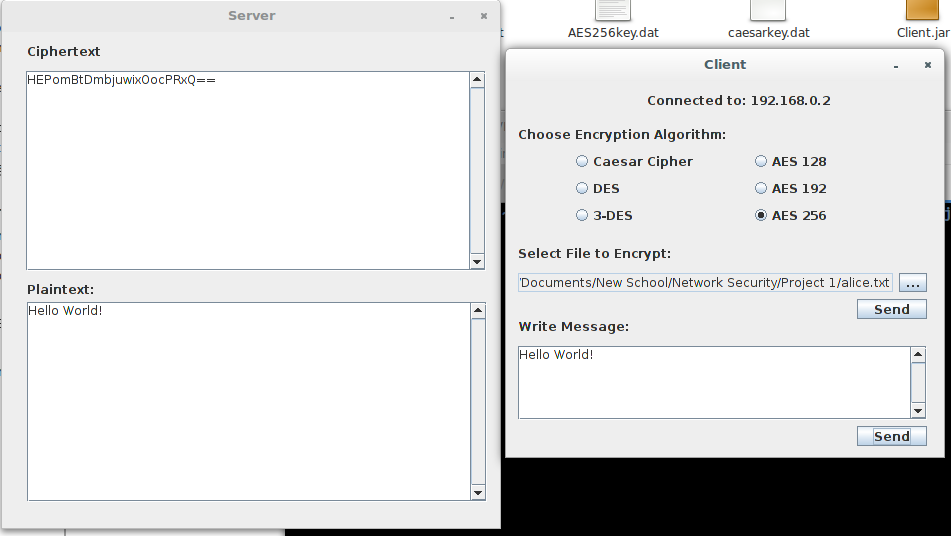 Server
Ciphertext
HEPomBtDmbjuwixOocPRxQ==
Plaintext:
Hello World!
AES256key.dat
caesarkey.dat
Client.jar
Client
Connected to: 192.168.0.2
Choose Encryption Algorithm:
Caesar Cipher
AES 128
DES
AES 192
3-DES
AES 256
Select File to Encrypt:
/Documents/New School/Network Security/Project 1/alice.txt
...
Send
Write Message:
Hello World!
Send